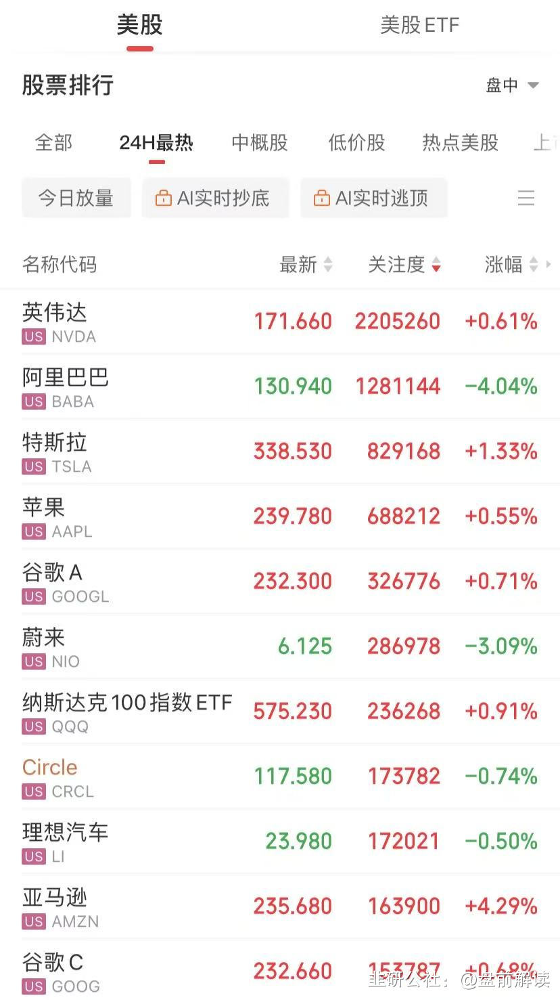 美股 美股ETF
股票排行 盘中
全部 24H最热 中概股 低价股 热点美股 上
今日放量 AI实时抄底 AI实时逃顶
名称代码 最新 关注度 涨幅
英伟达 171.660 2205260 +0.61%
US NVDA
阿里巴巴 130.940 1281144 -4.04%
US BABA
特斯拉 338.530 829168 +1.33%
US TSLA
苹果 239.780 688212 +0.55%
US AAPL
谷歌A 232.300 326776 +0.71%
US GOOGL
蔚来 6.125 286978 -3.09%
US NIO
纳斯达克100指数ETF 575.230 236268 +0.91%
US QQQ
Circle 117.580 173782 -0.74%
US CRCL
理想汽车 23.980 172021 -0.50%
US LI
亚马逊 235.680 163900 +4.29%
US AMZN
谷歌C 232.660 153787 +0.68%
US GOOG
韭研公社：@盘前解读